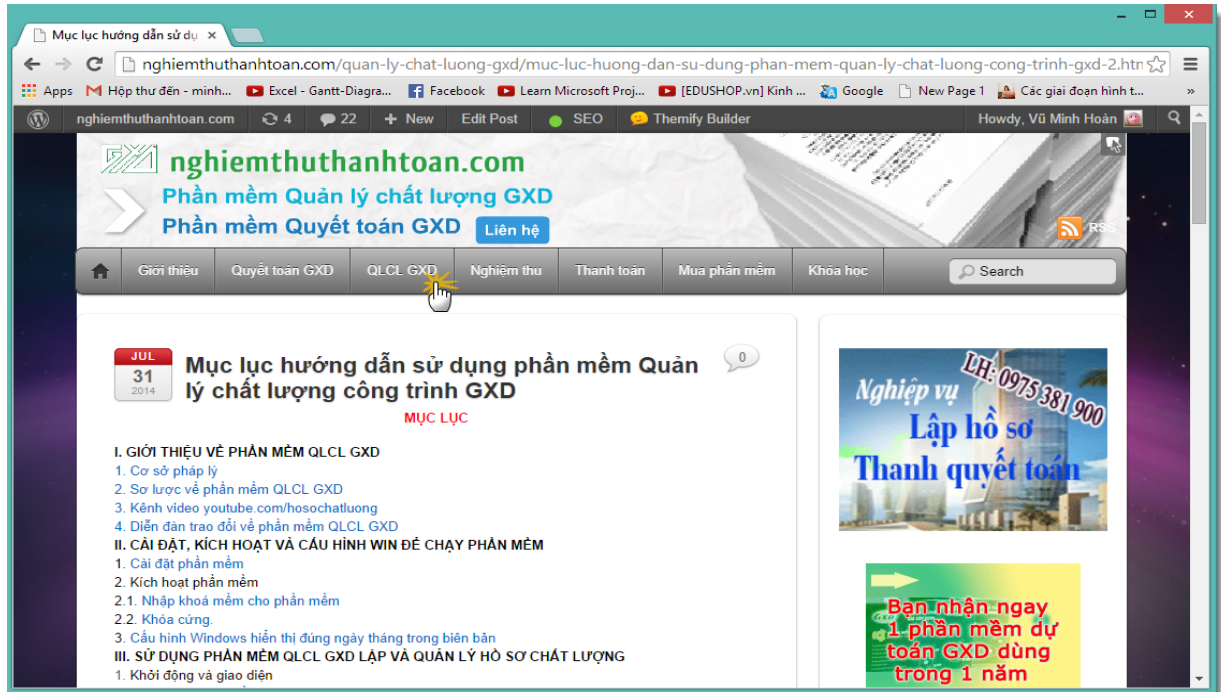 Mục lục hướng dẫn sử dụ
nghiemthuthanhtoan.com/quan-ly-chat-luong-gxd/muc-luc-huong-dan-su-dung-phan-mem-quan-ly-chat-luong-cong-trinh-gxd-2.htm
Apps Hộp thư đến - minh... Excel - Gantt-Diagra... Facebook Learn Microsoft Proj... [EDUSHOP.vn] Kinh ... Google New Page 1 Các giai đoạn hình t... »
nghiemthuthanhtoan.com 4 22 + New Edit Post SEO Themify Builder Howdy, Vũ Minh Hoàn
GXD nghiemthuthanhtoan.com
Phần mềm Quản lý chất lượng GXD
Phần mềm Quyết toán GXD Liên hệ
RSS
Giới thiệu Quyết toán GXD QLCL GXD Nghiệm thu Thanh toán Mua phần mềm Khóa học Search
JUL
31
2014
Mục lục hướng dẫn sử dụng phần mềm Quản
lý chất lượng công trình GXD
0
MỤC LỤC
I. GIỚI THIỆU VỀ PHẦN MỀM QLCL GXD
1. Cơ sở pháp lý
2. Sơ lược về phần mềm QLCL GXD
3. Kênh video youtube.com/hosochatluong
4. Diễn đàn trao đổi về phần mềm QLCL GXD
II. CÀI ĐẶT, KÍCH HOẠT VÀ CẤU HÌNH WIN ĐỂ CHẠY PHẦN MỀM
1. Cài đặt phần mềm
2. Kích hoạt phần mềm
2.1. Nhập khoá mềm cho phần mềm
2.2. Khóa cứng.
3. Cấu hình Windows hiển thị đúng ngày tháng trong biên bản
III. SỬ DỤNG PHẦN MỀM QLCL GXD LẬP VÀ QUẢN LÝ HỒ SƠ CHẤT LƯỢNG
1. Khởi động và giao diện
LH: 0975 381 900
Nghiệp vụ
Lập hồ sơ
Thanh quyết toán
Bạn nhận ngay
1 phần mềm dự
toán GXD dùng
trong 1 năm